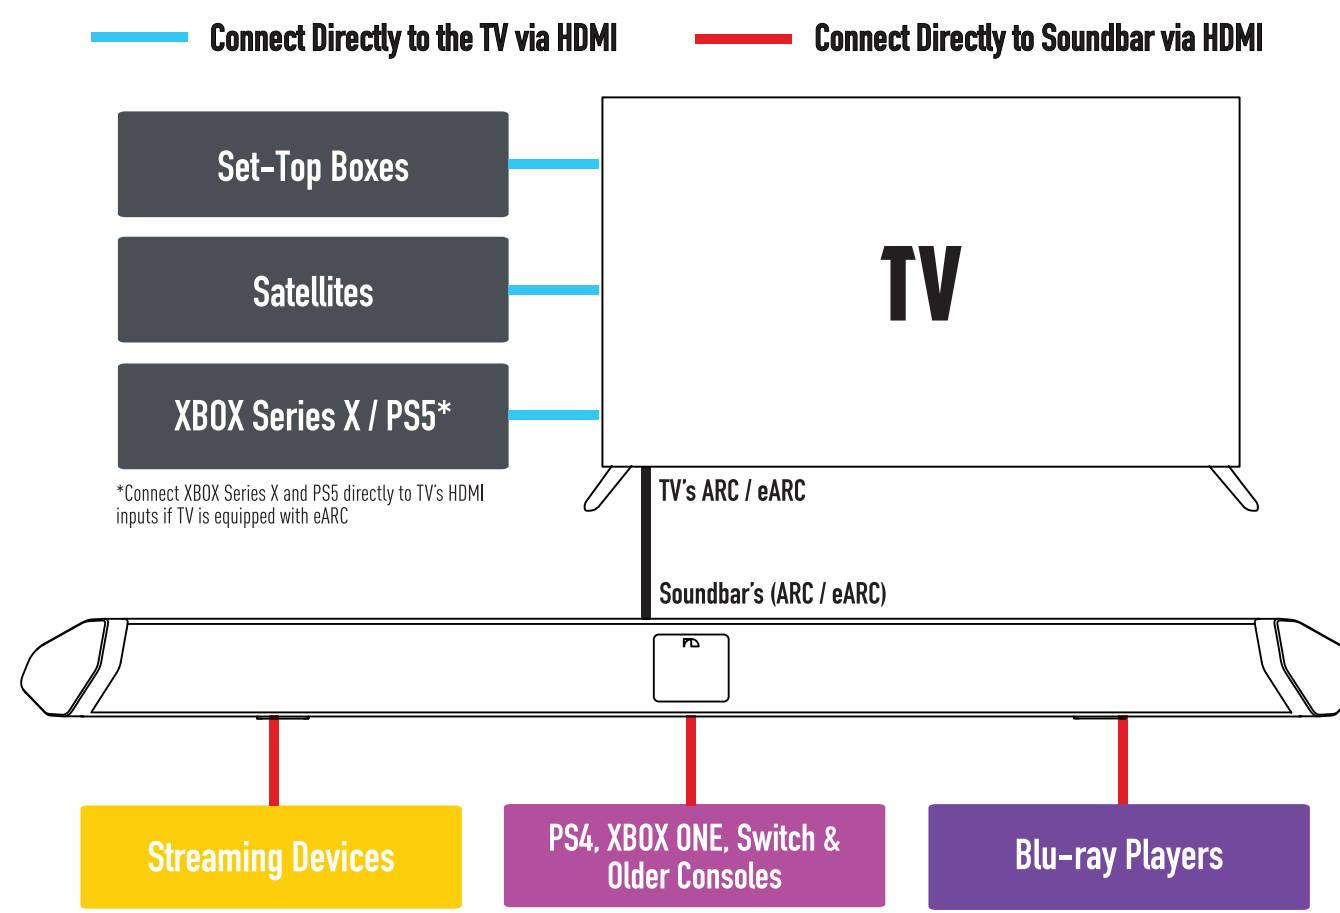 Connect Directly to the TV via HDMI
Connect Directly to Soundbar via HDMI
Set-Top Boxes
Satellites
XBOX Series X / PS5*
*Connect XBOX Series X and PS5 directly to TV's HDMI
inputs if TV is equipped with eARC
TV
TV's ARC / eARC
Soundbar's (ARC / eARC)
Streaming Devices
PS4, XBOX ONE, Switch &
Older Consoles
Blu-ray Players